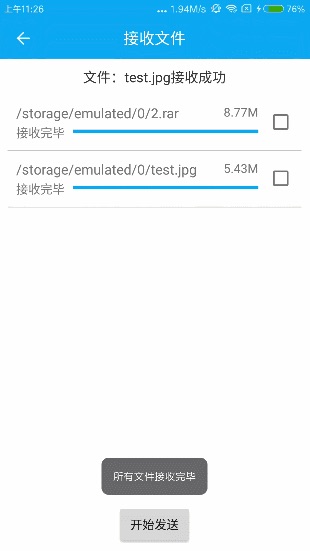 上午11:26
... 1.94M/s
76%
接收文件
文件：test.jpg接收成功
/storage/emulated/0/2.rar
8.77M
接收完毕
/storage/emulated/0/test.jpg
5.43M
接收完毕
所有文件接收完毕
开始发送